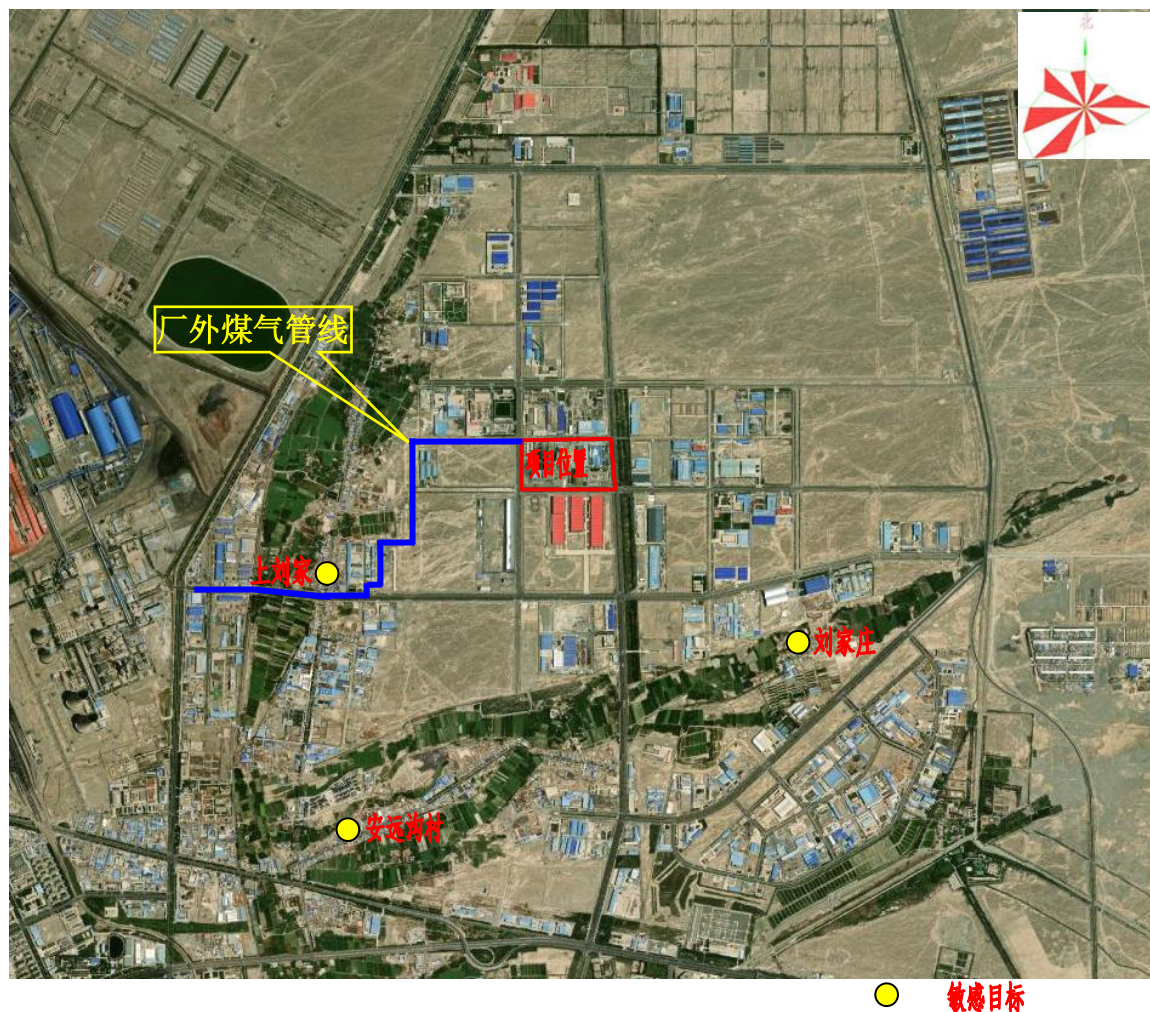 北
厂外煤气管线
项目位置
上刘家
刘家庄
安远沟村
敏感目标